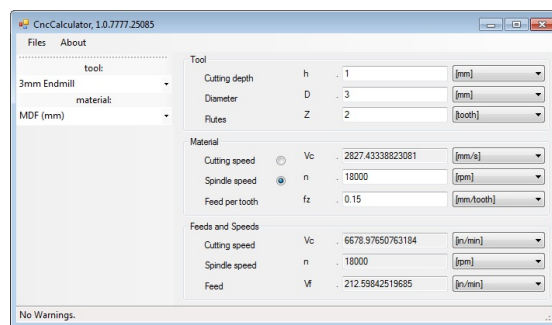 CncCalculator, 1.0.7777.25085
Files About
tool:
3mm Endmill
material:
MDF (mm)
Tool
Cutting depth h . 1 [mm]
Diameter D . 3 [mm]
Flutes Z . 2 [tooth]
Material
Cutting speed Vc . 2827.43338823081 [mm/s]
Spindle speed n . 18000 [rpm]
Feed per tooth fz . 0.15 [mm/tooth]
Feeds and Speeds
Cutting speed Vc . 6678.97650763184 [in/min]
Spindle speed n . 18000 [rpm]
Feed Vf . 212.59842519685 [in/min]
No Warnings.